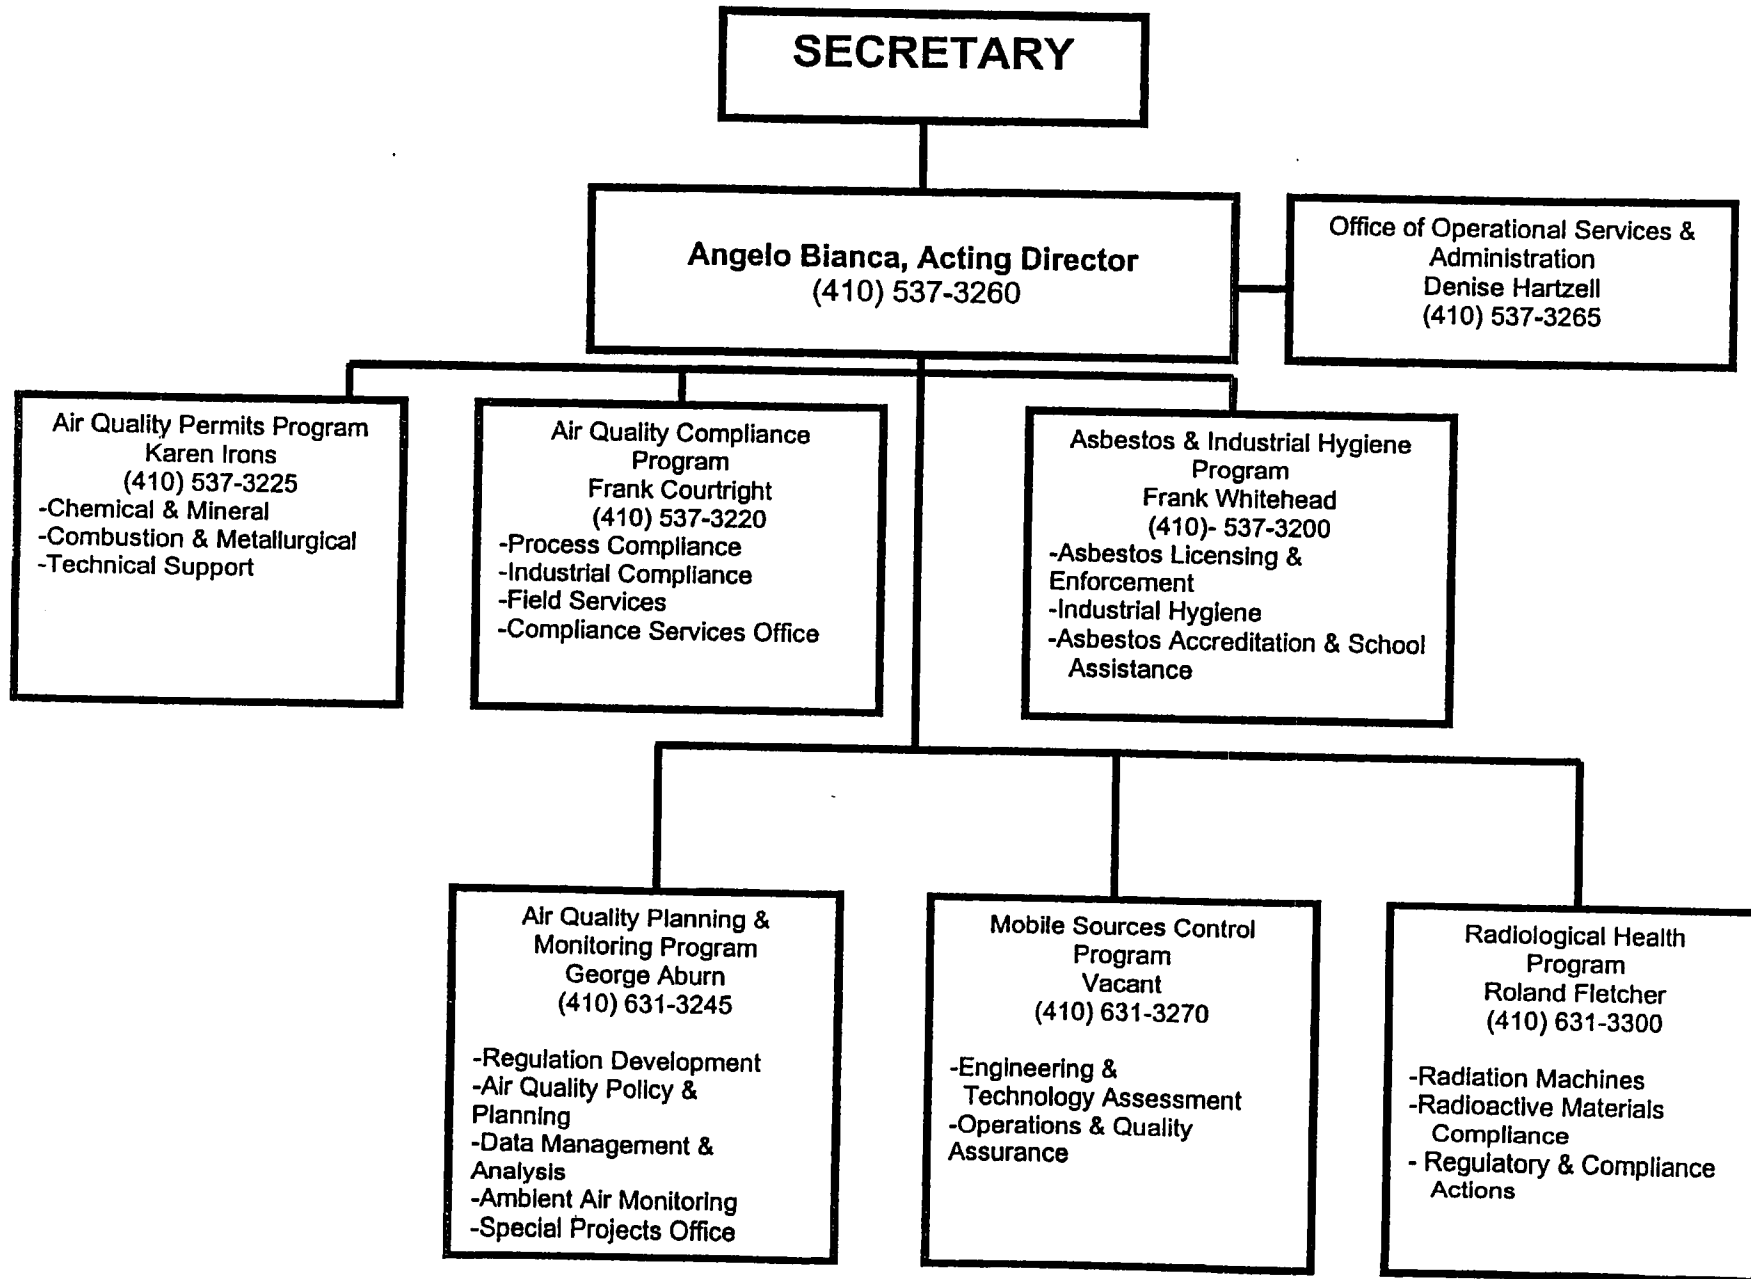 SECRETARY
Angelo Bianca, Acting Director
(410) 537-3260
Office of Operational Services &
Administration
Denise Hartzell
(410) 537-3265
Air Quality Permits Program
Karen Irons
(410) 537-3225
-Chemical & Mineral
-Combustion & Metallurgical
-Technical Support
Air Quality Compliance
Program
Frank Courtright
(410) 537-3220
-Process Compliance
-Industrial Compliance
-Field Services
-Compliance Services Office
Asbestos & Industrial Hygiene
Program
Frank Whitehead
(410)- 537-3200
-Asbestos Licensing &
Enforcement
-Industrial Hygiene
-Asbestos Accreditation & School
Assistance
Air Quality Planning &
Monitoring Program
George Aburn
(410) 631-3245
-Regulation Development
-Air Quality Policy &
Planning
-Data Management &
Analysis
-Ambient Air Monitoring
-Special Projects Office
Mobile Sources Control
Program
Vacant
(410) 631-3270
-Engineering &
Technology Assessment
-Operations & Quality
Assurance
Radiological Health
Program
Roland Fletcher
(410) 631-3300
-Radiation Machines
-Radioactive Materials
Compliance
- Regulatory & Compliance
Actions